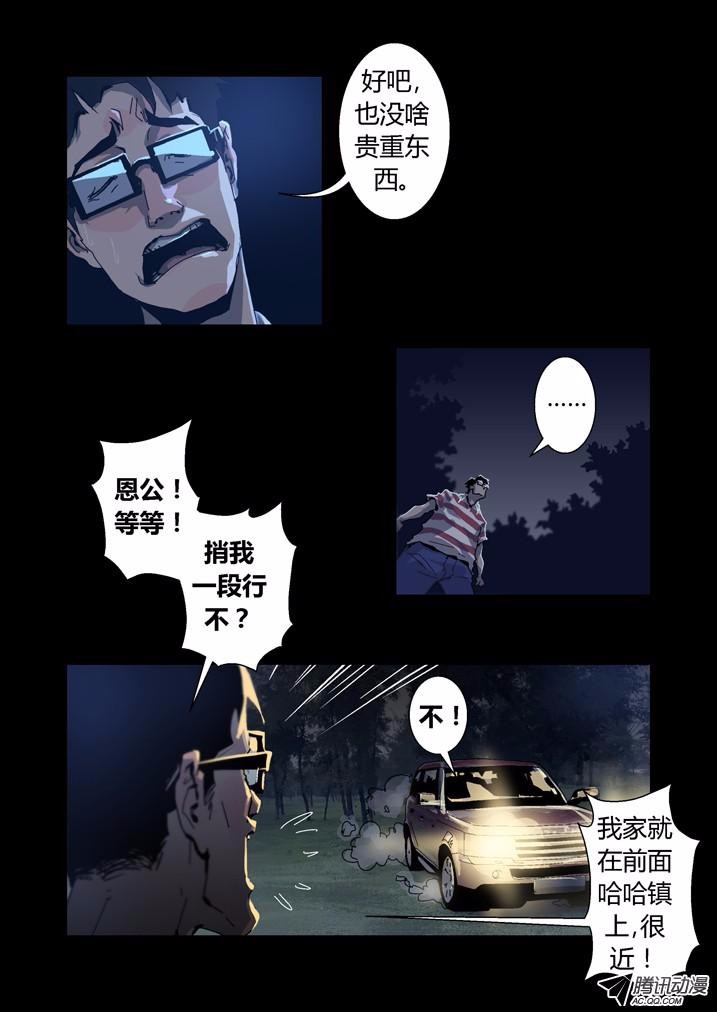 好吧，
也没啥
贵重东
西。
……
恩公！
等等！
捎我
一段行
不？
不！
我家就
在前面
哈哈镇
上，很
近！
腾讯动漫
AC.QQ.COM